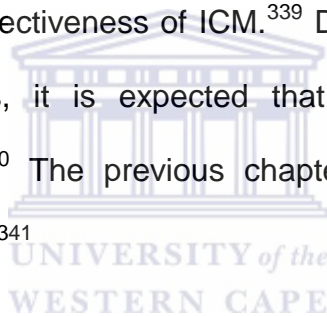 ectiveness of ICM.³³⁹ D
s, it is expected that
⁰ The previous chapte
³⁴¹
UNIVERSITY of the
WESTERN CAPE